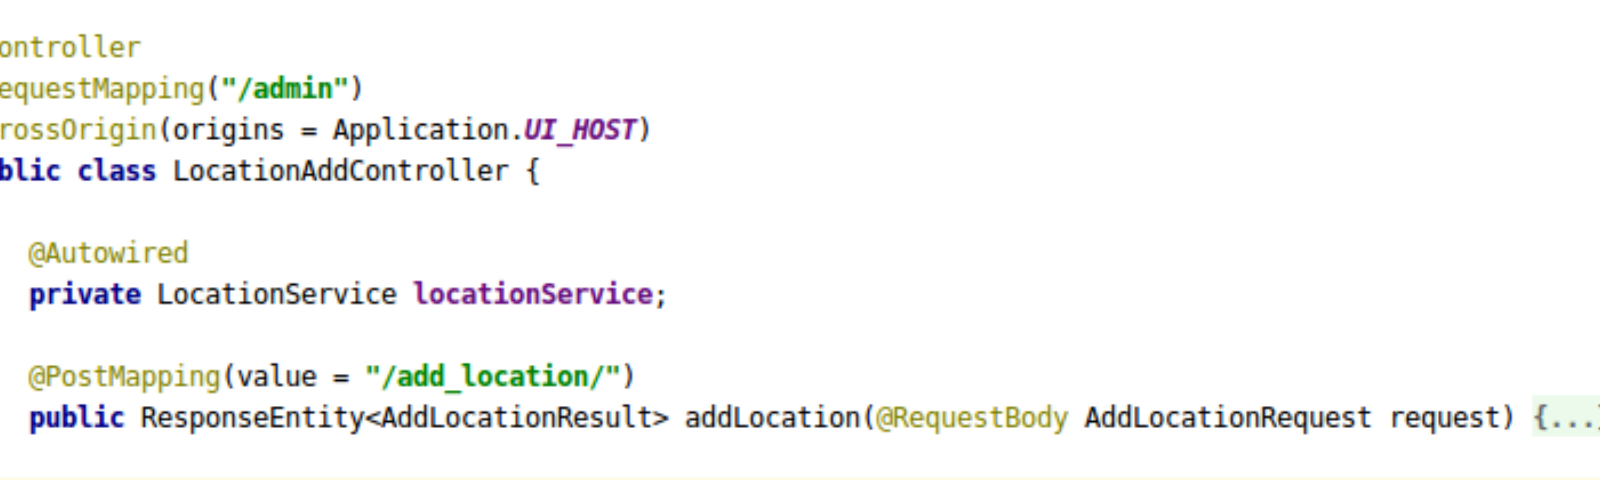 ontroller
equestMapping("/admin")
rossOrigin(origins = Application.UI_HOST)
blic class LocationAddController {
@Autowired
private LocationService locationService;
@PostMapping(value = "/add_location/")
public ResponseEntity<AddLocationResult> addLocation(@RequestBody AddLocationRequest request) {...}